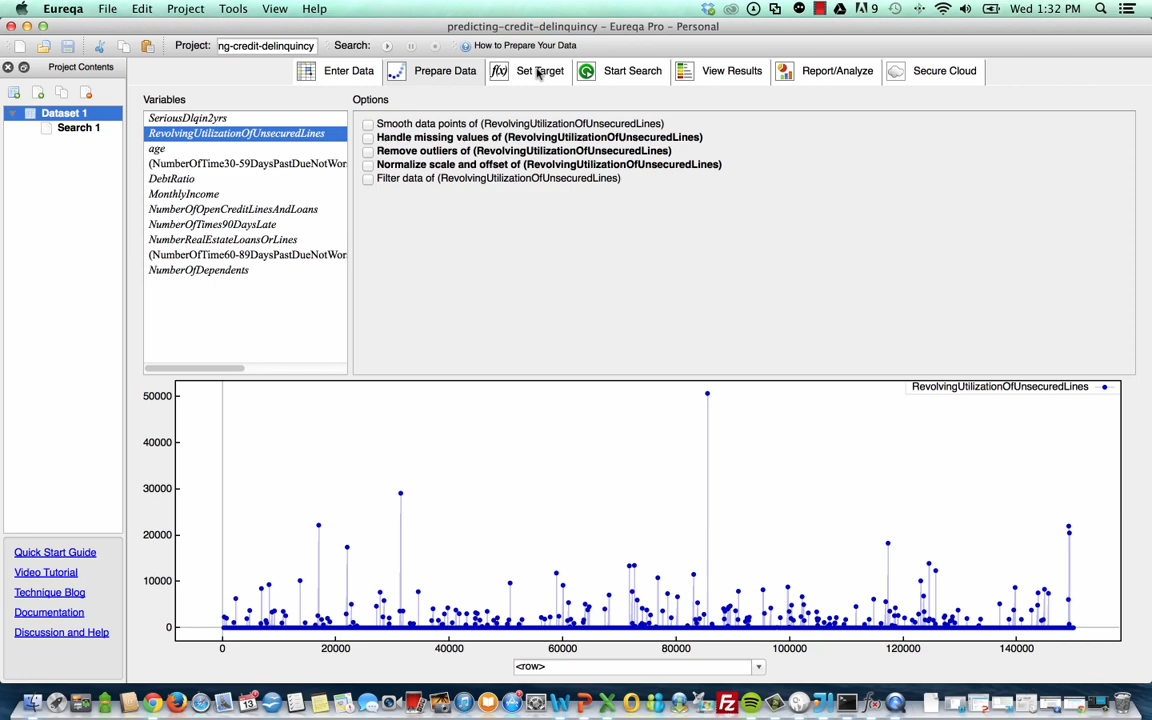 Eureqa File Edit Project Tools View Help 9 Wed 1:32 PM
predicting-credit-delinquincy - Eureqa Pro - Personal
Project: ng-credit-delinquincy Search: How to Prepare Your Data
Project Contents Enter Data Prepare Data f(x) Set Target Start Search View Results Report/Analyze Secure Cloud
Dataset 1
Search 1
Variables
SeriousDlqin2yrs
RevolvingUtilizationOfUnsecuredLines
age
(NumberOfTime30-59DaysPastDueNotWor
DebtRatio
MonthlyIncome
NumberOfOpenCreditLinesAndLoans
NumberOfTimes90DaysLate
NumberRealEstateLoansOrLines
(NumberOfTime60-89DaysPastDueNotWor
NumberOfDependents
Options
Smooth data points of (RevolvingUtilizationOfUnsecuredLines)
Handle missing values of (RevolvingUtilizationOfUnsecuredLines)
Remove outliers of (RevolvingUtilizationOfUnsecuredLines)
Normalize scale and offset of (RevolvingUtilizationOfUnsecuredLines)
Filter data of (RevolvingUtilizationOfUnsecuredLines)
RevolvingUtilizationOfUnsecuredLines
50000
40000
30000
20000
10000
0
0 20000 40000 60000 80000 100000 120000 140000
<row>
Quick Start Guide
Video Tutorial
Technique Blog
Documentation
Discussion and Help